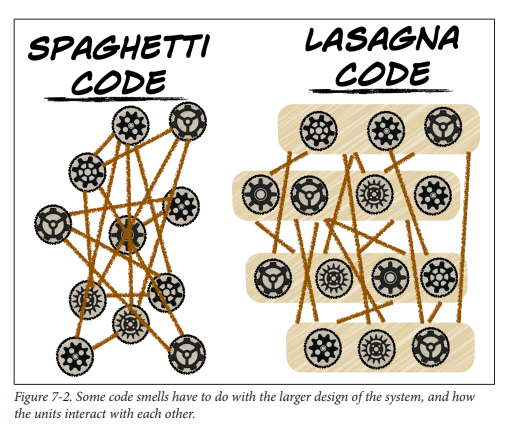 SPAGHETTI
CODE
LASAGNA
CODE
Figure 7-2. Some code smells have to do with the larger design of the system, and how
the units interact with each other.